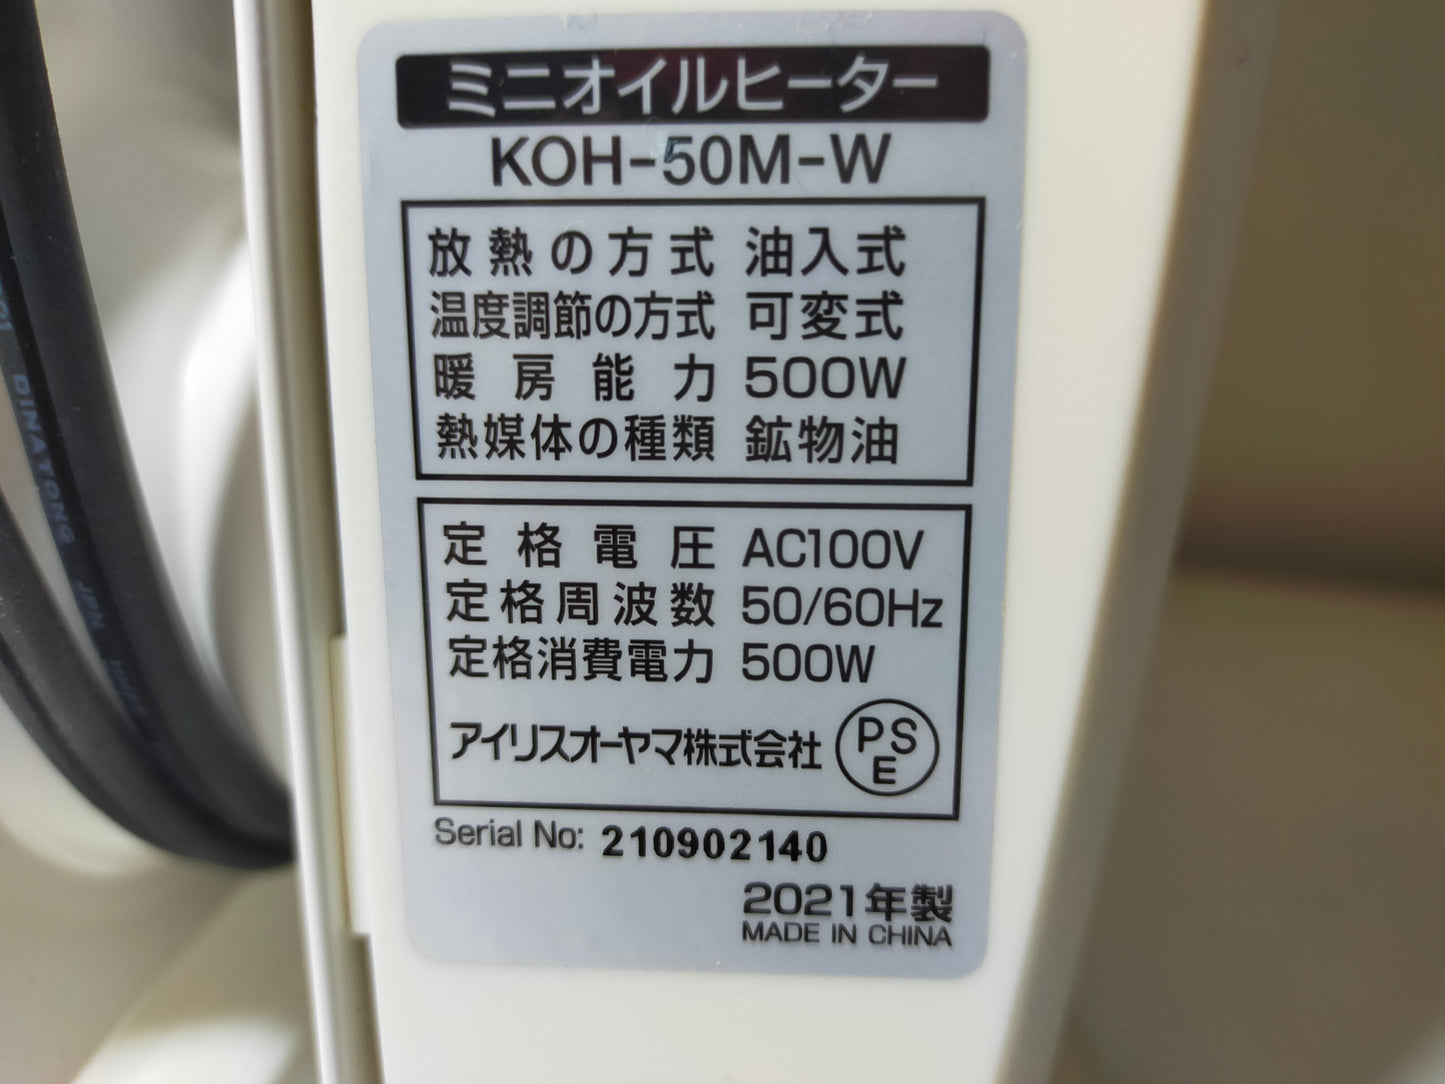 ミニオイルヒーター
KOH-50M-W
放熱の方式 油入式
温度調節の方式 可変式
暖房能力 500W
熱媒体の種類 鉱物油
定格電圧 AC100V
定格周波数 50/60Hz
定格消費電力 500W
アイリスオーヤマ株式会社 PSE
Serial No: 210902140
2021年製
MADE IN CHINA
DINATONG JPN